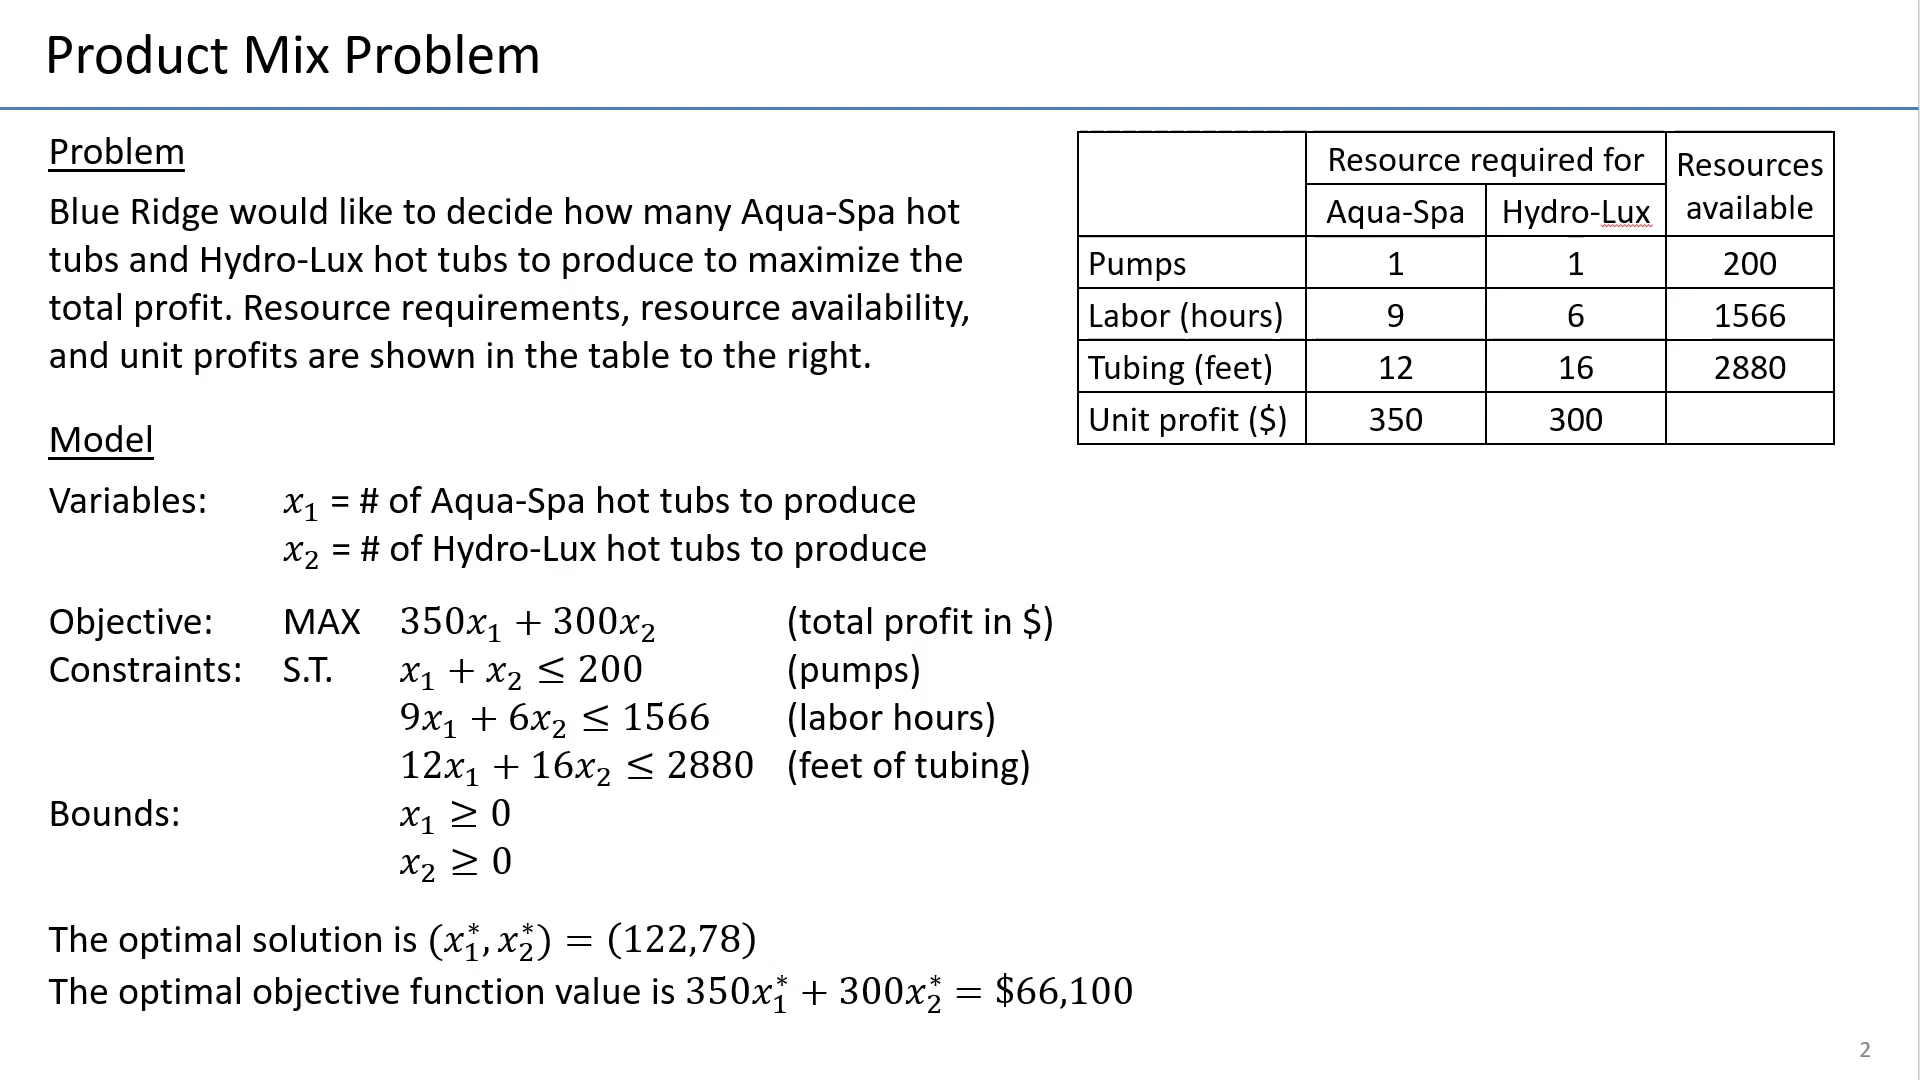 Product Mix Problem
Problem
Blue Ridge would like to decide how many Aqua-Spa hot
tubs and Hydro-Lux hot tubs to produce to maximize the
total profit. Resource requirements, resource availability,
and unit profits are shown in the table to the right.
Resource required for Resources available
Aqua-Spa Hydro-Lux
Pumps 1 1 200
Labor (hours) 9 6 1566
Tubing (feet) 12 16 2880
Unit profit ($) 350 300
Model
Variables: x₁ = # of Aqua-Spa hot tubs to produce
x₂ = # of Hydro-Lux hot tubs to produce
Objective: MAX 350x₁ + 300x₂ (total profit in $)
Constraints: S.T. x₁ + x₂ ≤ 200 (pumps)
9x₁ + 6x₂ ≤ 1566 (labor hours)
12x₁ + 16x₂ ≤ 2880 (feet of tubing)
Bounds: x₁ ≥ 0
x₂ ≥ 0
The optimal solution is (x₁*, x₂*) = (122,78)
The optimal objective function value is 350x₁* + 300x₂* = $66,100
2